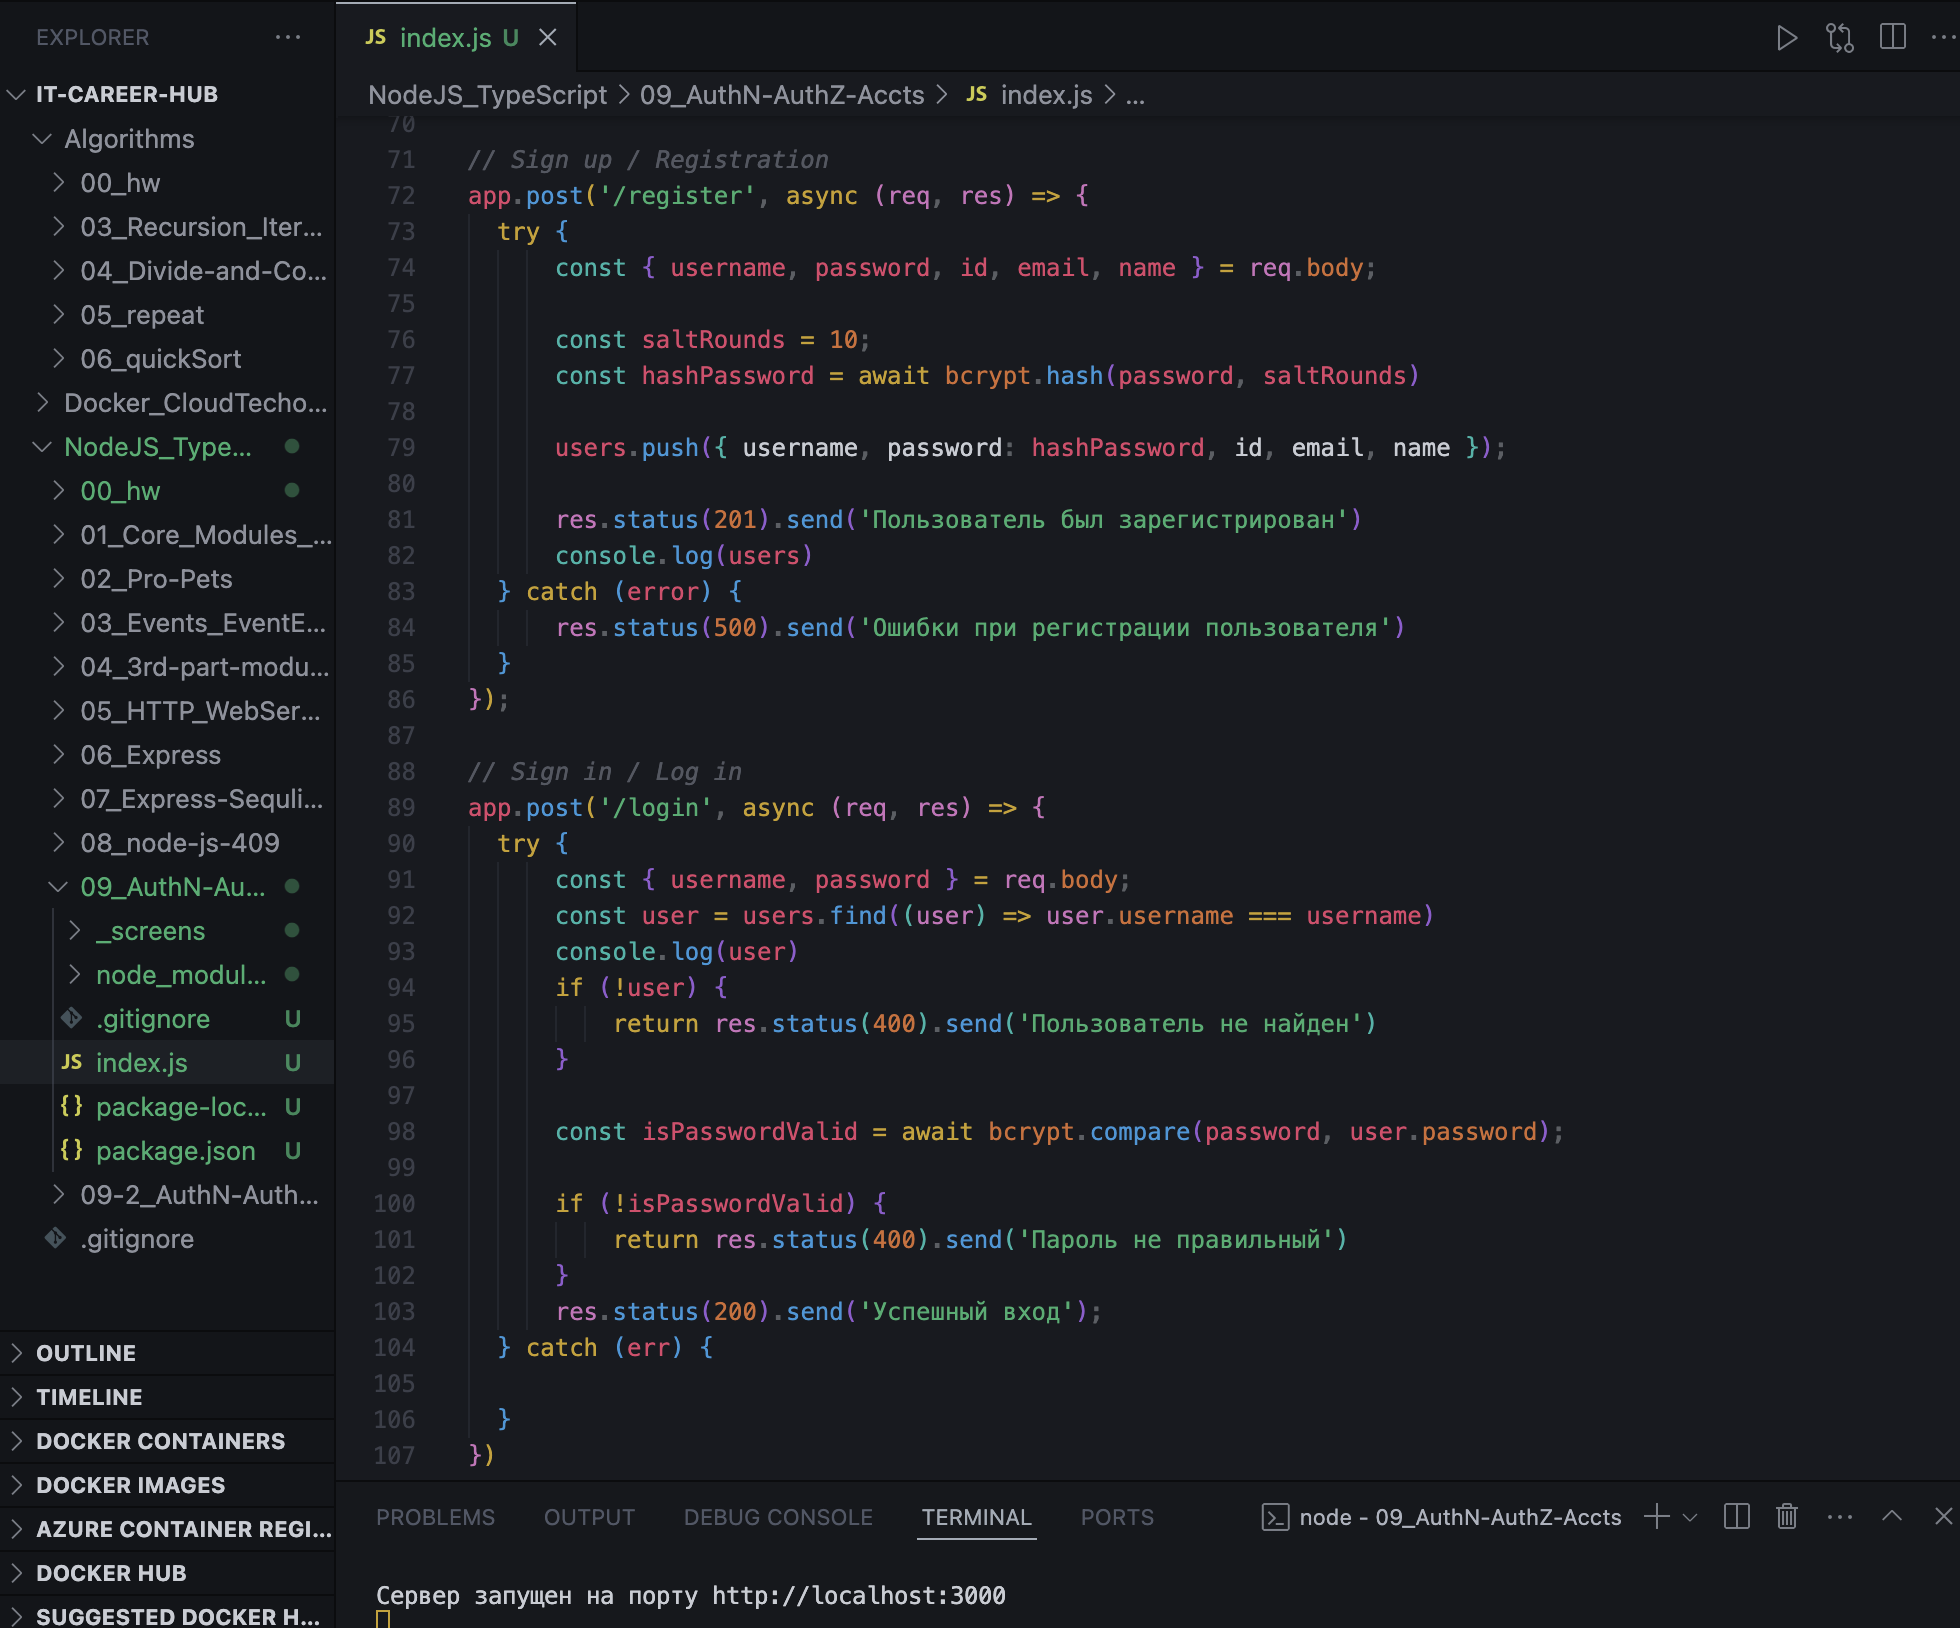 EXPLORER
IT-CAREER-HUB
Algorithms
00_hw
03_Recursion_Iter...
04_Divide-and-Co...
05_repeat
06_quickSort
Docker_CloudTecho...
NodeJS_Type...
00_hw
01_Core_Modules_...
02_Pro-Pets
03_Events_EventE...
04_3rd-part-modu...
05_HTTP_WebSer...
06_Express
07_Express-Sequli...
08_node-js-409
09_AuthN-Au...
_screens
node_modul...
.gitignore U
JS index.js U
{} package-loc... U
{} package.json U
09-2_AuthN-Auth...
.gitignore
OUTLINE
TIMELINE
DOCKER CONTAINERS
DOCKER IMAGES
AZURE CONTAINER REGI...
DOCKER HUB
SUGGESTED DOCKER H...
JS index.js U
NodeJS_TypeScript > 09_AuthN-AuthZ-Accts > JS index.js > ...
70
71 // Sign up / Registration
72 app.post('/register', async (req, res) => {
73 try {
74 const { username, password, id, email, name } = req.body;
75
76 const saltRounds = 10;
77 const hashPassword = await bcrypt.hash(password, saltRounds)
78
79 users.push({ username, password: hashPassword, id, email, name });
80
81 res.status(201).send('Пользователь был зарегистрирован')
82 console.log(users)
83 } catch (error) {
84 res.status(500).send('Ошибки при регистрации пользователя')
85 }
86 });
87
88 // Sign in / Log in
89 app.post('/login', async (req, res) => {
90 try {
91 const { username, password } = req.body;
92 const user = users.find((user) => user.username === username)
93 console.log(user)
94 if (!user) {
95 return res.status(400).send('Пользователь не найден')
96 }
97
98 const isPasswordValid = await bcrypt.compare(password, user.password);
99
100 if (!isPasswordValid) {
101 return res.status(400).send('Пароль не правильный')
102 }
103 res.status(200).send('Успешный вход');
104 } catch (err) {
105
106 }
107 })
PROBLEMS OUTPUT DEBUG CONSOLE TERMINAL PORTS node - 09_AuthN-AuthZ-Accts
Сервер запущен на порту http://localhost:3000